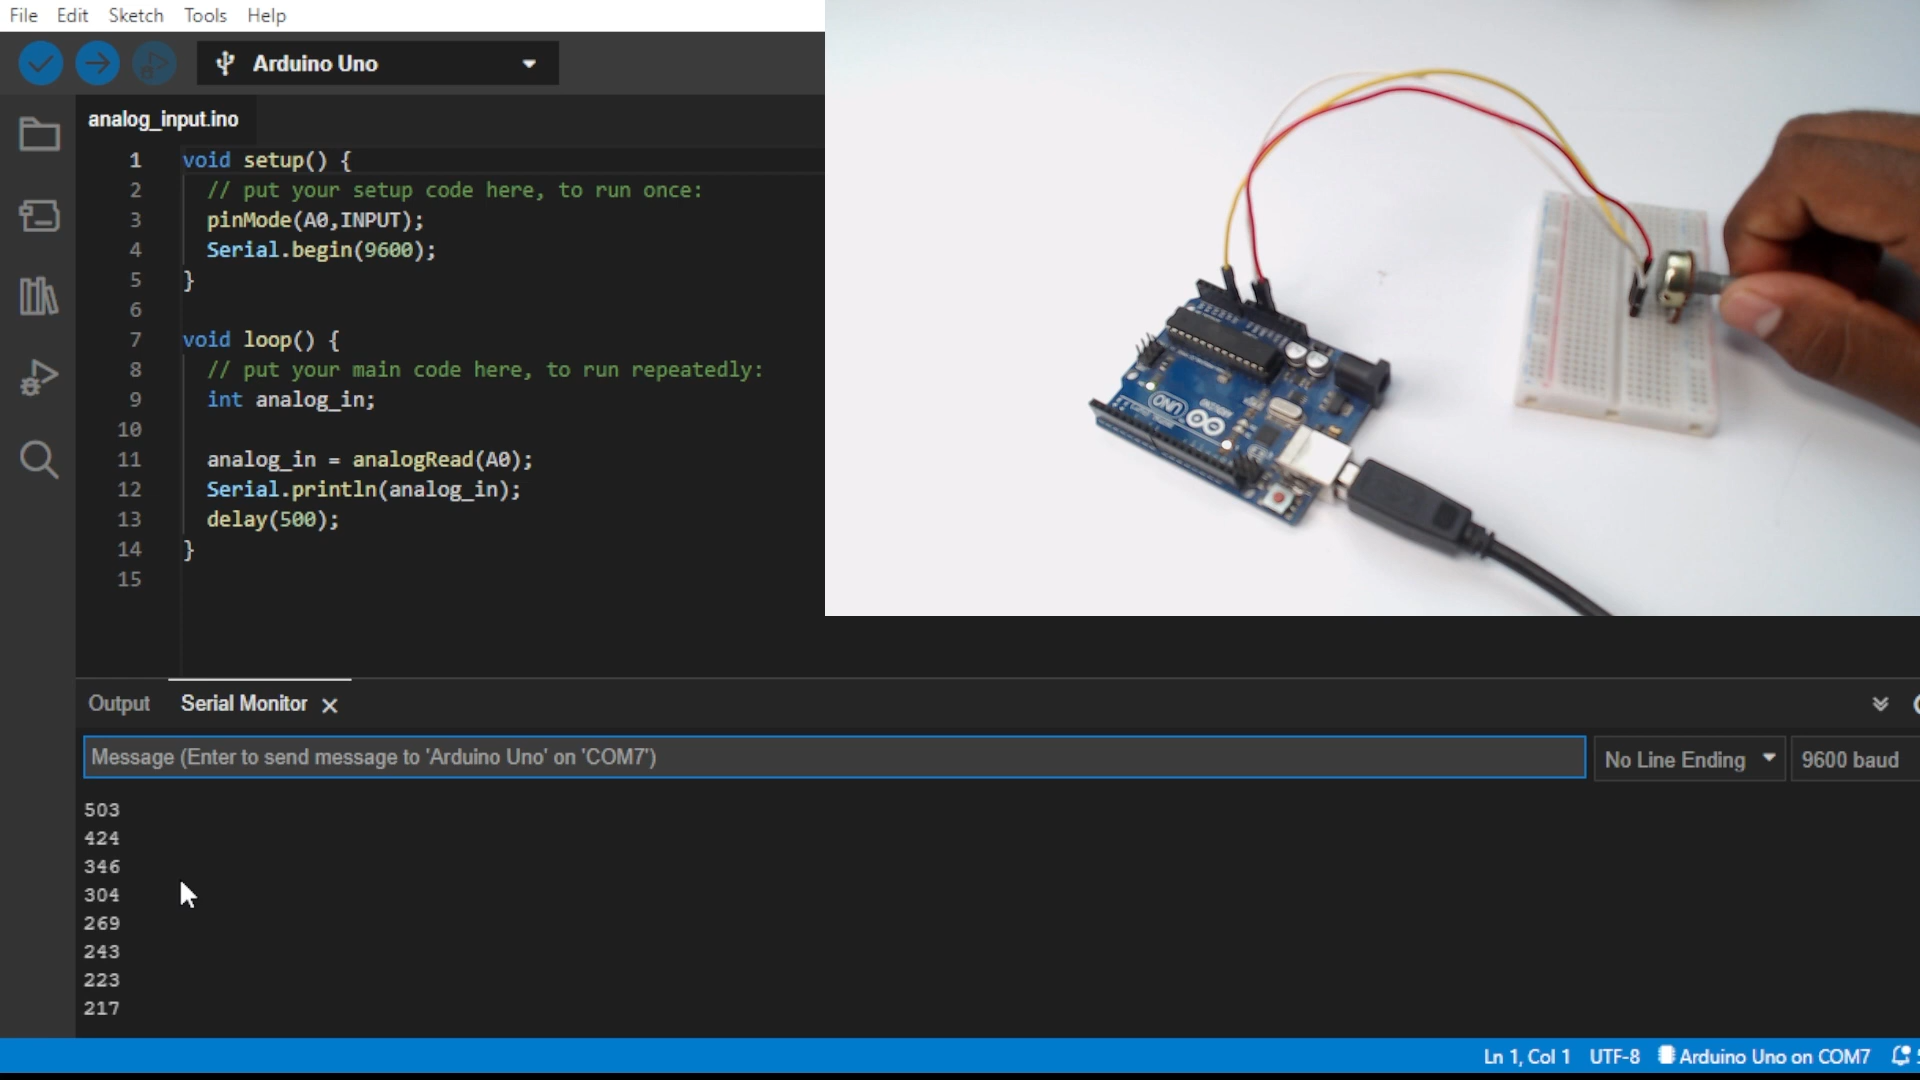 File Edit Sketch Tools Help
Arduino Uno
analog_input.ino
1 void setup() {
2 // put your setup code here, to run once:
3 pinMode(A0,INPUT);
4 Serial.begin(9600);
5 }
6
7 void loop() {
8 // put your main code here, to run repeatedly:
9 int analog_in;
10
11 analog_in = analogRead(A0);
12 Serial.println(analog_in);
13 delay(500);
14 }
15
UNO
Output Serial Monitor
Message (Enter to send message to 'Arduino Uno' on 'COM7')
No Line Ending
9600 baud
503
424
346
304
269
243
223
217
Ln 1, Col 1 UTF-8 Arduino Uno on COM7